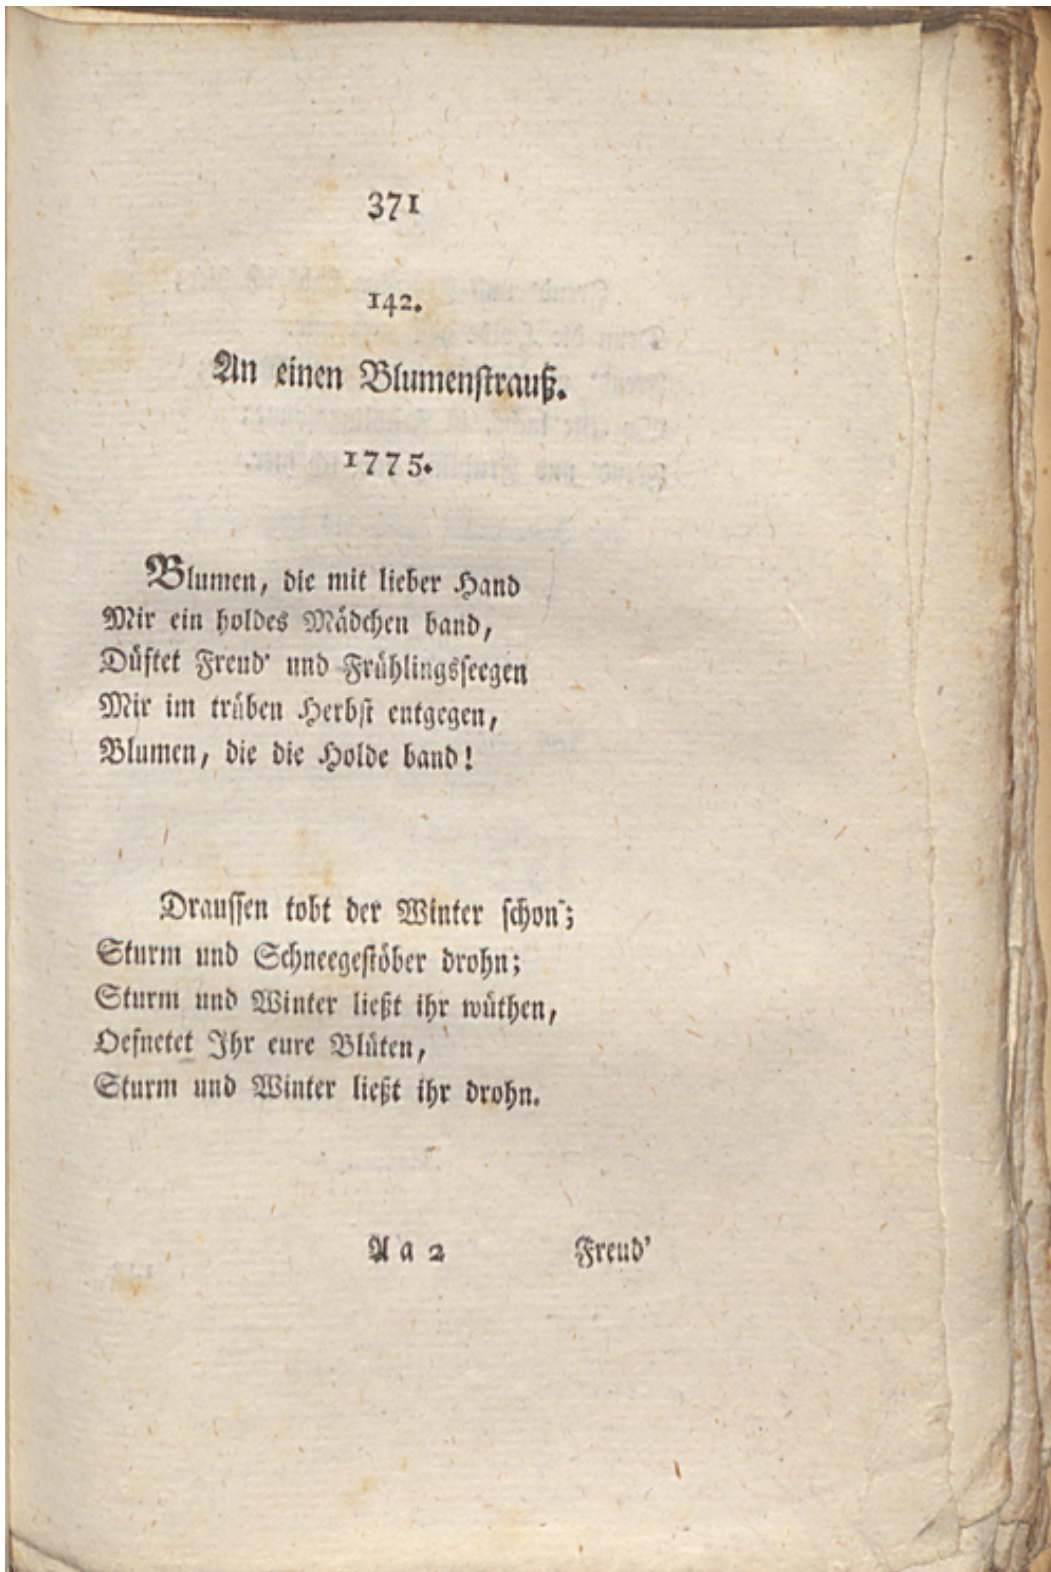 371
142.
An einen Blumenstrauß.
1775.
Blumen, die mit lieber Hand
Mir ein holdes Mädchen band,
Düftet Freud' und Frühlingsseegen
Mir im trüben Herbst entgegen,
Blumen, die die Holde band!
Draussen tobt der Winter schon;
Sturm und Schneegestöber drohn;
Sturm und Winter ließt ihr wüthen,
Oefnetet Ihr eure Blüten,
Sturm und Winter ließt ihr drohn.
A a 2 Freud'